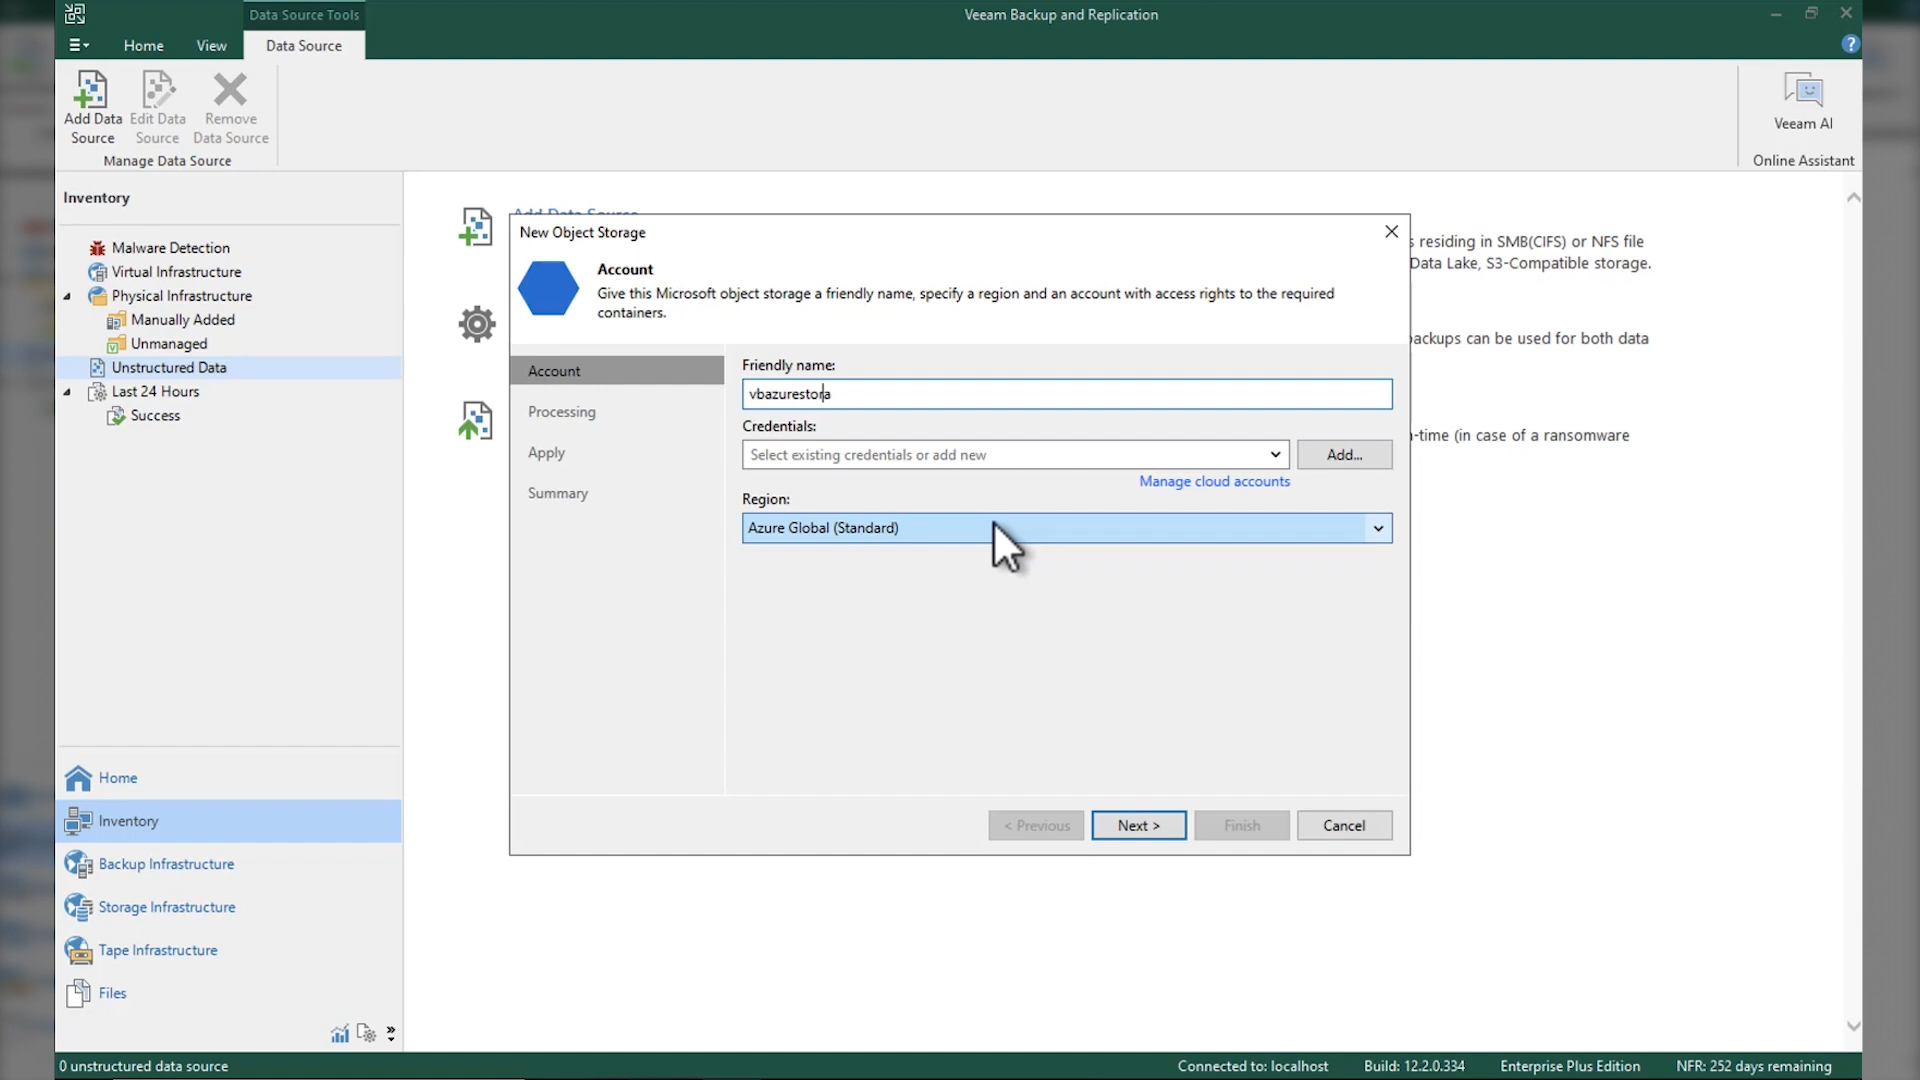 Data Source Tools
Veeam Backup and Replication
Home
View
Data Source
Add Data
Source
Edit Data
Source
Remove
Data Source
Manage Data Source
Veeam AI
Online Assistant
Inventory
Malware Detection
Virtual Infrastructure
Physical Infrastructure
Manually Added
Unmanaged
Unstructured Data
Last 24 Hours
Success
Add Data Source
s residing in SMB(CIFS) or NFS file
Data Lake, S3-Compatible storage.
backups can be used for both data
n-time (in case of a ransomware
New Object Storage
Account
Give this Microsoft object storage a friendly name, specify a region and an account with access rights to the required
containers.
Account
Processing
Apply
Summary
Friendly name:
vbazurestora
Credentials:
Select existing credentials or add new
Add...
Manage cloud accounts
Region:
Azure Global (Standard)
< Previous
Next >
Finish
Cancel
Home
Inventory
Backup Infrastructure
Storage Infrastructure
Tape Infrastructure
Files
0 unstructured data source
Connected to: localhost
Build: 12.2.0.334
Enterprise Plus Edition
NFR: 252 days remaining